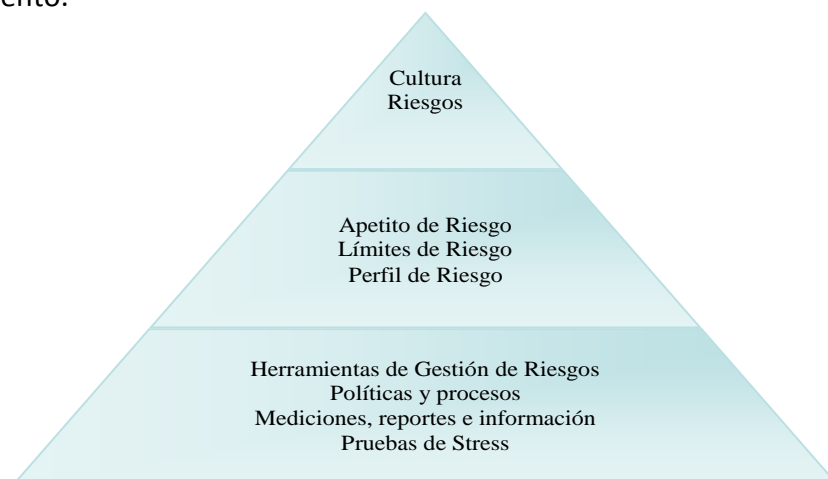 Cultura
Riesgos
Apetito de Riesgo
Límites de Riesgo
Perfil de Riesgo
Herramientas de Gestión de Riesgos
Políticas y procesos
Mediciones, reportes e información
Pruebas de Stress